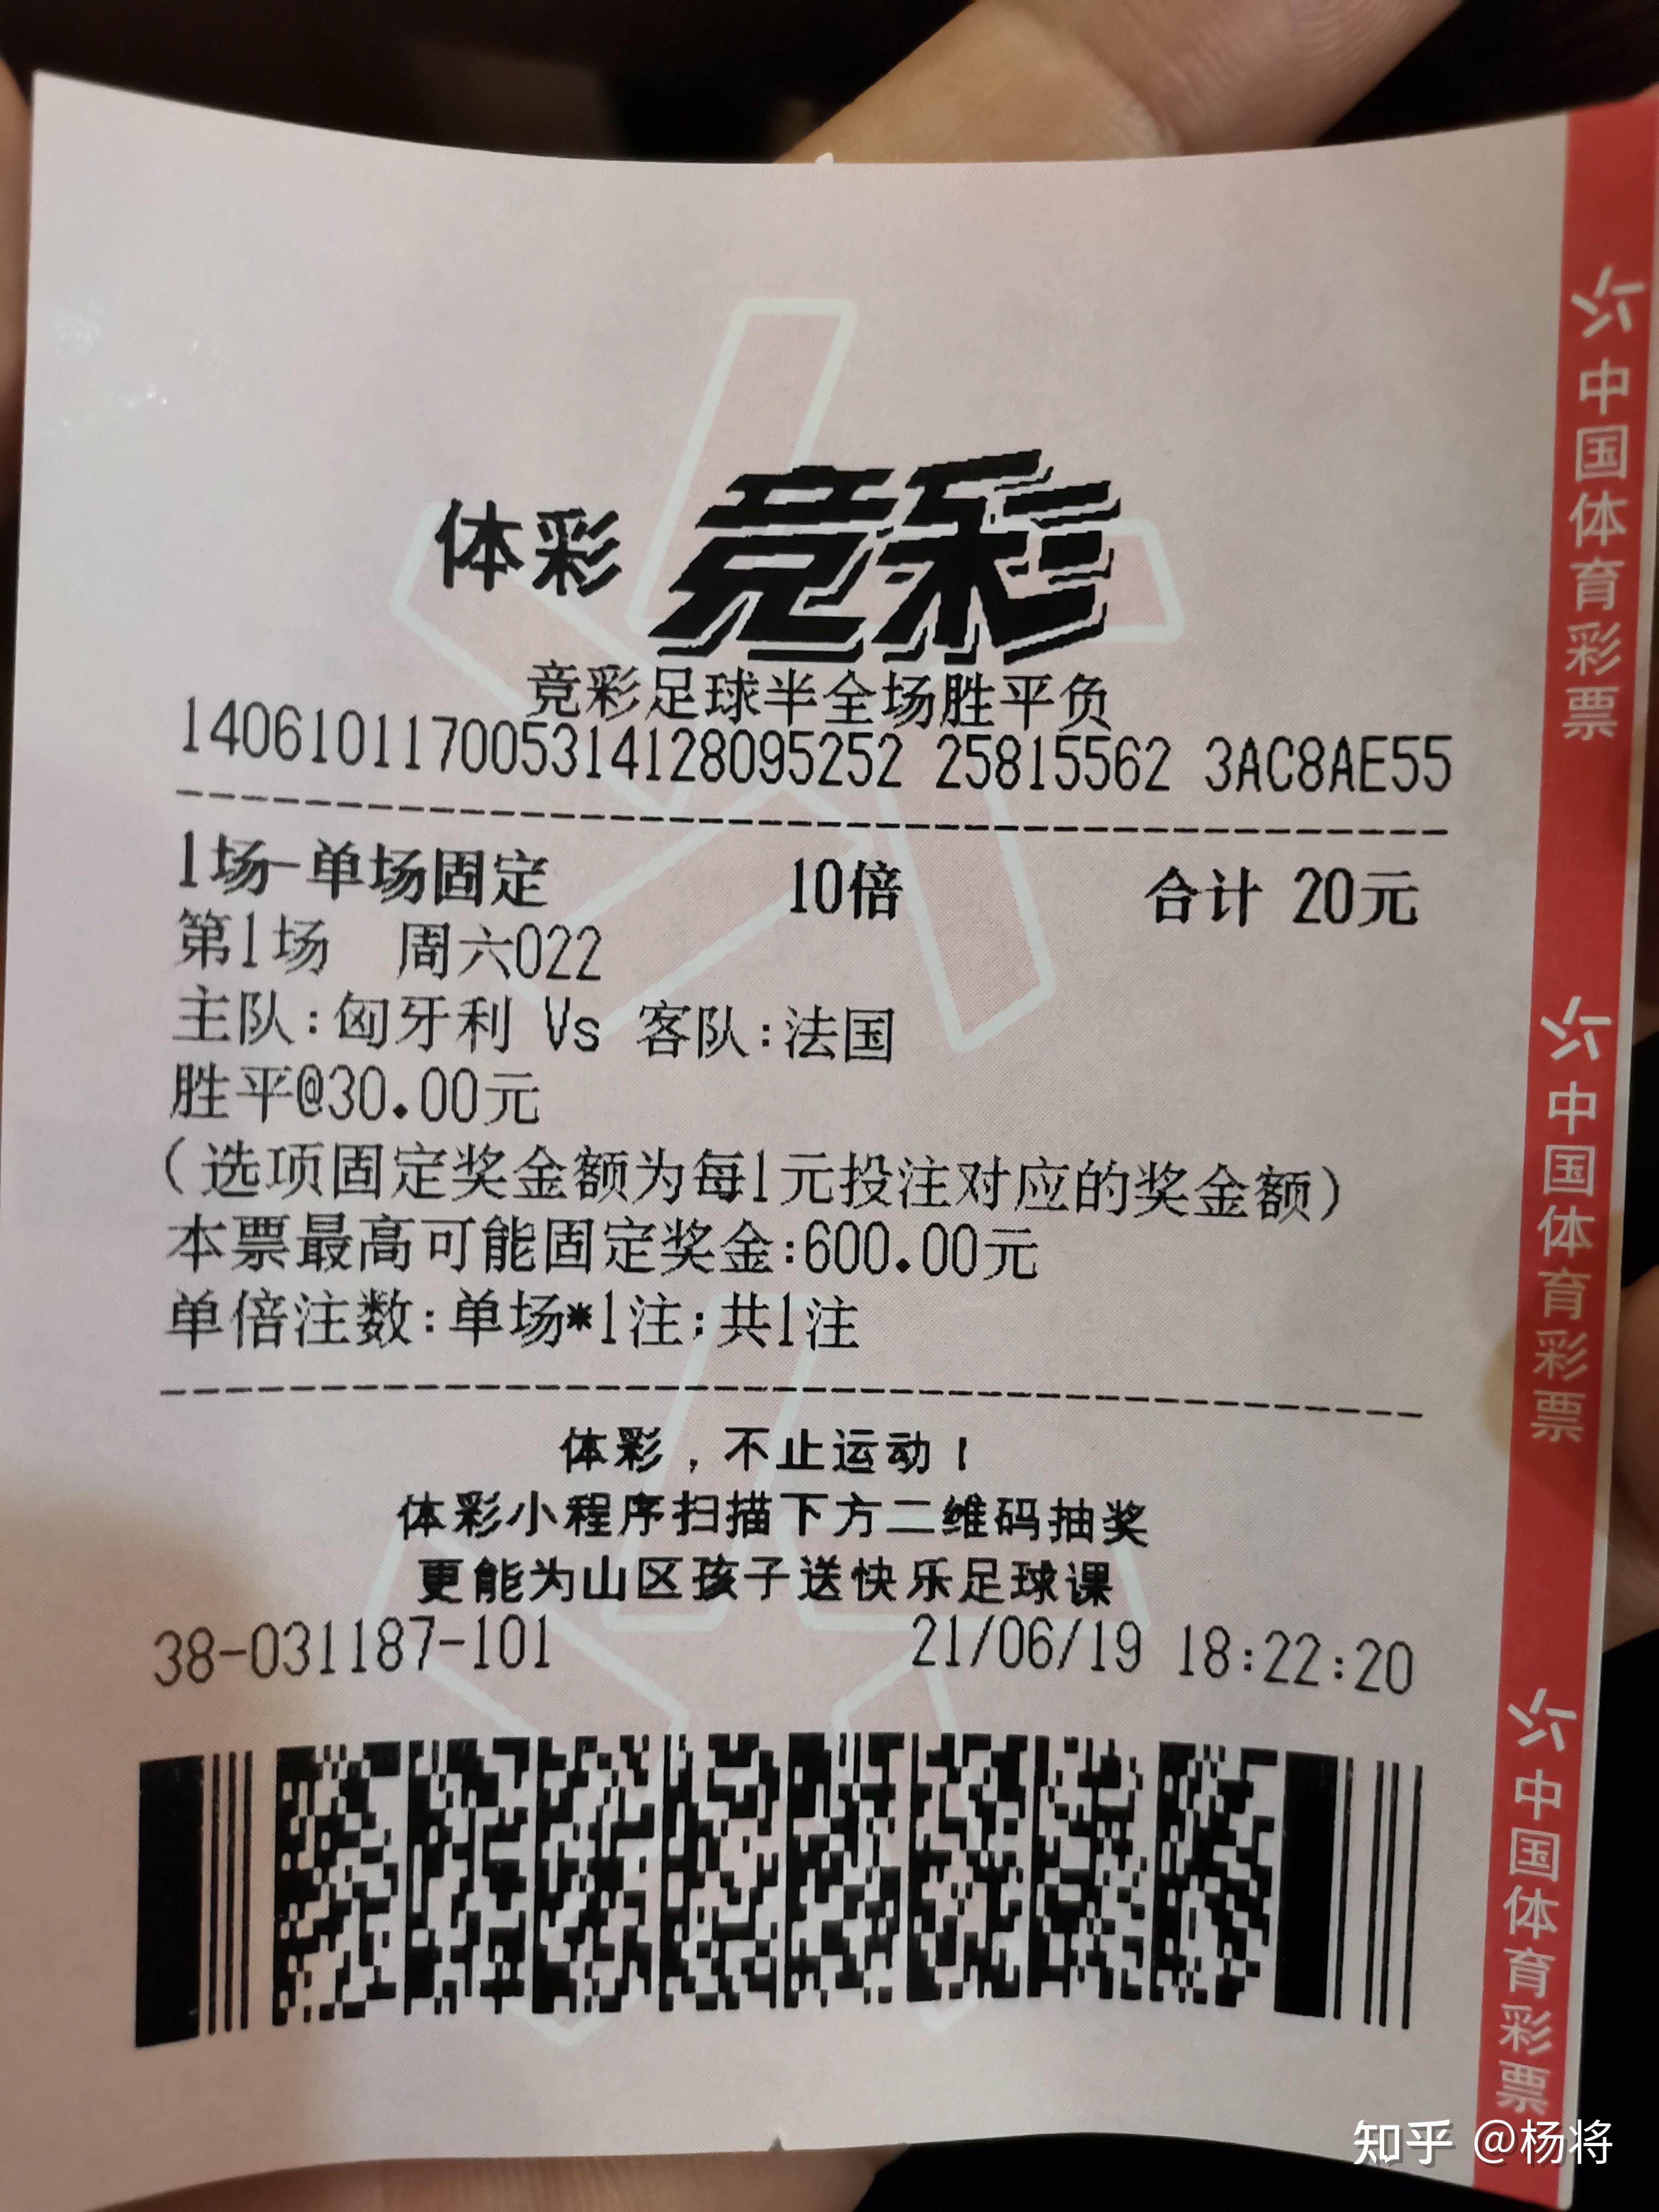 体彩 竞彩
竞彩足球半全场胜平负
140610117005314128095252 25815562 3AC8AE55
1场-单场固定 10倍 合计 20元
第1场 周六022
主队:匈牙利 Vs 客队:法国
胜平@30.00元
(选项固定奖金额为每1元投注对应的奖金额)
本票最高可能固定奖金:600.00元
单倍注数:单场*1注;共1注
体彩,不止运动!
体彩小程序扫描下方二维码抽奖
更能为山区孩子送快乐足球课
38-031187-101 21/06/19 18:22:20
中国体育彩票
中国体育彩票
中国体育彩票
知乎 @杨将